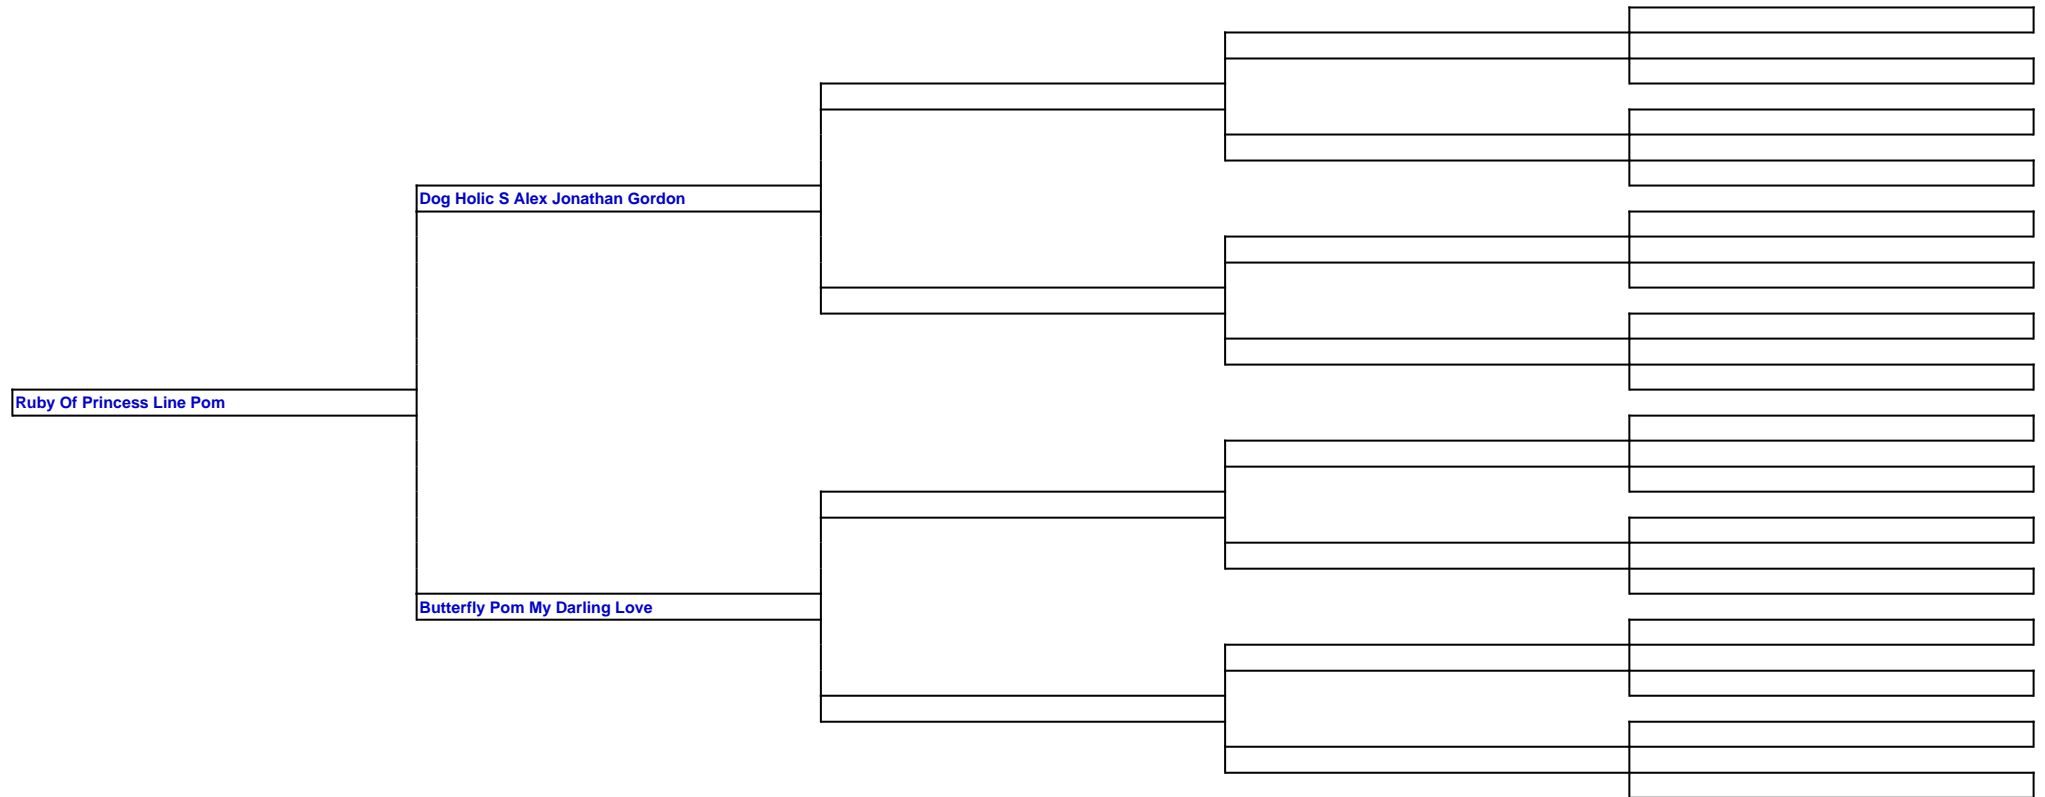 Dog Holic S Alex Jonathan Gordon
Ruby Of Princess Line Pom
Butterfly Pom My Darling Love